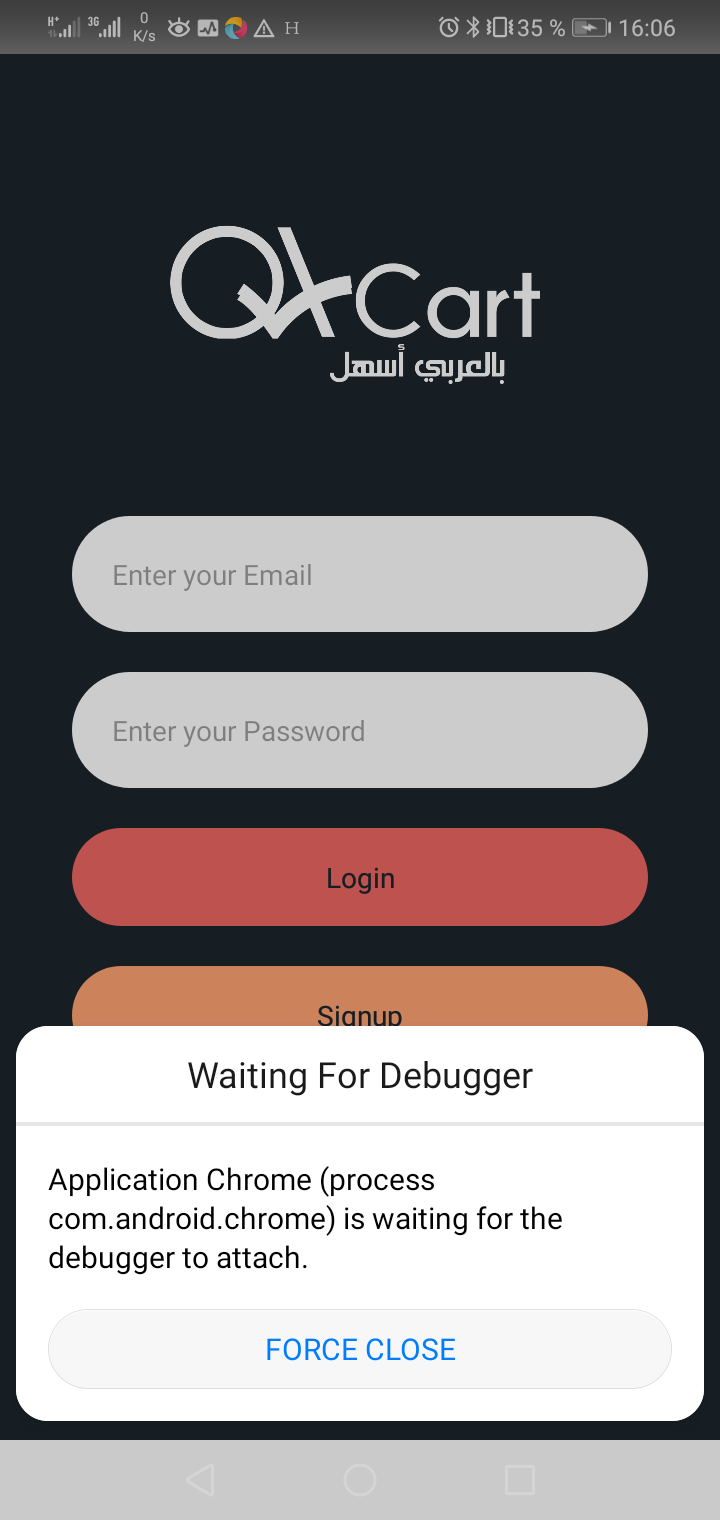 H+ 3G 0 K/s H 35 % 16:06
QXCart
بالعربي أسهل
Enter your Email
Enter your Password
Login
Signup
Waiting For Debugger
Application Chrome (process
com.android.chrome) is waiting for the
debugger to attach.
FORCE CLOSE